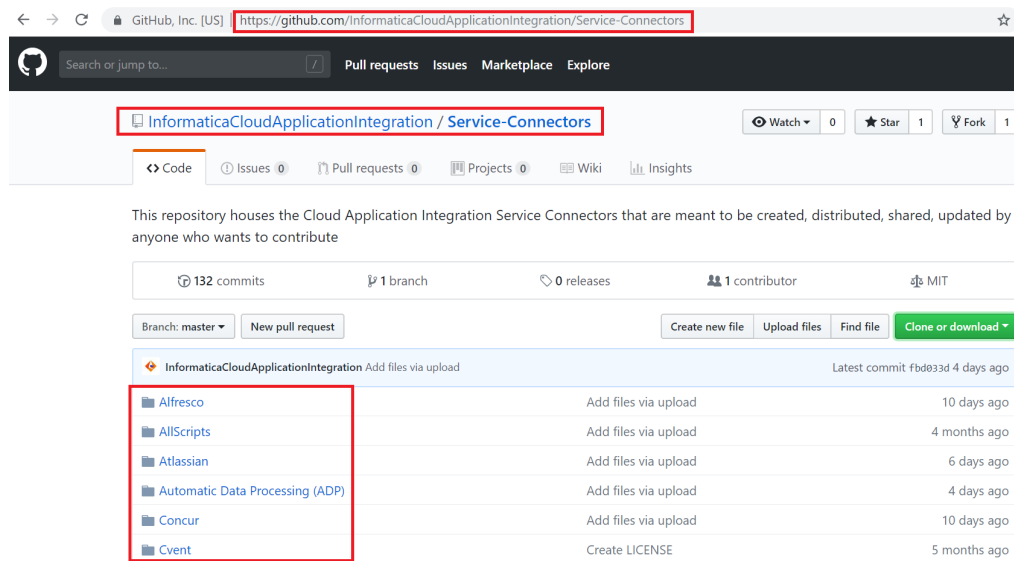 GitHub, Inc. [US] https://github.com/InformaticaCloudApplicationIntegration/Service-Connectors
Search or jump to... / Pull requests Issues Marketplace Explore
InformaticaCloudApplicationIntegration / Service-Connectors Watch 0 Star 1 Fork 1
Code Issues 0 Pull requests 0 Projects 0 Wiki Insights
This repository houses the Cloud Application Integration Service Connectors that are meant to be created, distributed, shared, updated by
anyone who wants to contribute
132 commits 1 branch 0 releases 1 contributor MIT
Branch: master New pull request Create new file Upload files Find file Clone or download
InformaticaCloudApplicationIntegration Add files via upload Latest commit fbd033d 4 days ago
Alfresco Add files via upload 10 days ago
AllScripts Add files via upload 4 months ago
Atlassian Add files via upload 6 days ago
Automatic Data Processing (ADP) Add files via upload 4 days ago
Concur Add files via upload 10 days ago
Cvent Create LICENSE 5 months ago